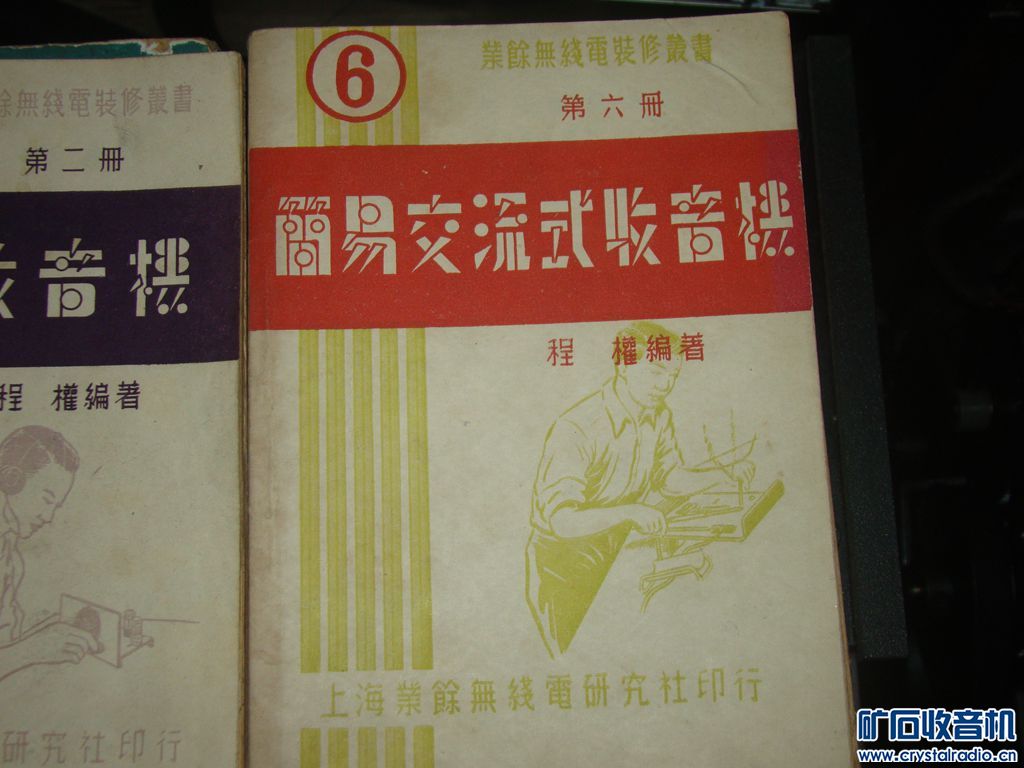 餘無綫電裝修叢書
第二冊
音機
程 權編著
研究社印行
6
業餘無綫電裝修叢書
第六冊
簡易交流式收音機
程 權編著
上海業餘無綫電研究社印行
矿石收音机
www.crystalradio.cn